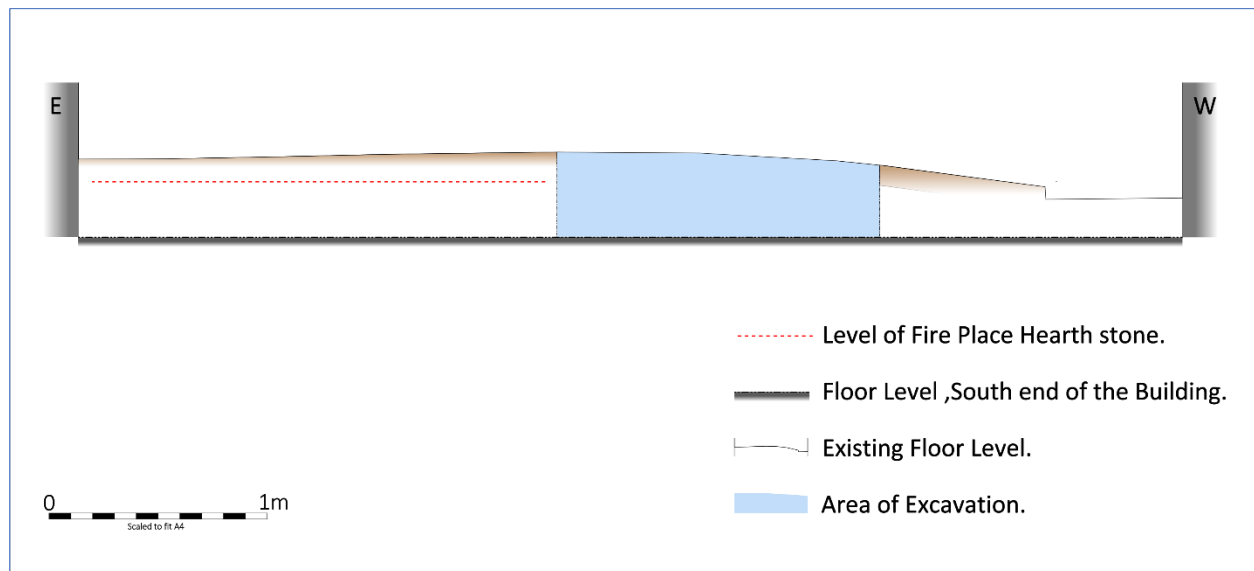 E
W
Level of Fire Place Hearth stone.
Floor Level ,South end of the Building.
Existing Floor Level.
Area of Excavation.
0 1m
Scaled to fit A4